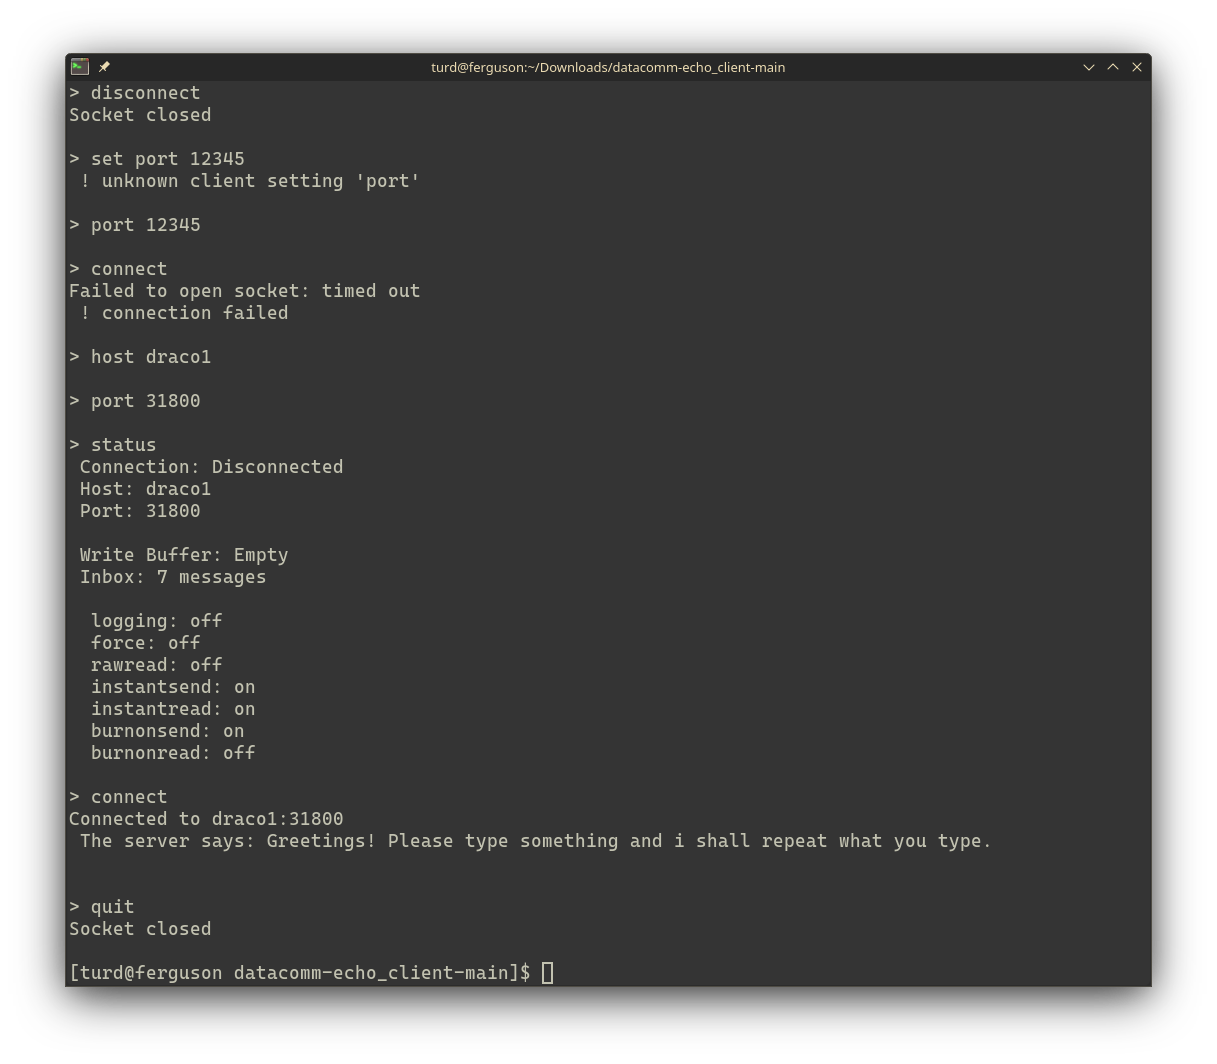 turd@ferguson:~/Downloads/datacomm-echo_client-main
> disconnect
Socket closed
> set port 12345
! unknown client setting 'port'
> port 12345
> connect
Failed to open socket: timed out
! connection failed
> host draco1
> port 31800
> status
Connection: Disconnected
Host: draco1
Port: 31800
Write Buffer: Empty
Inbox: 7 messages
logging: off
force: off
rawread: off
instantsend: on
instantread: on
burnonsend: on
burnonread: off
> connect
Connected to draco1:31800
The server says: Greetings! Please type something and i shall repeat what you type.
> quit
Socket closed
[turd@ferguson datacomm-echo_client-main]$